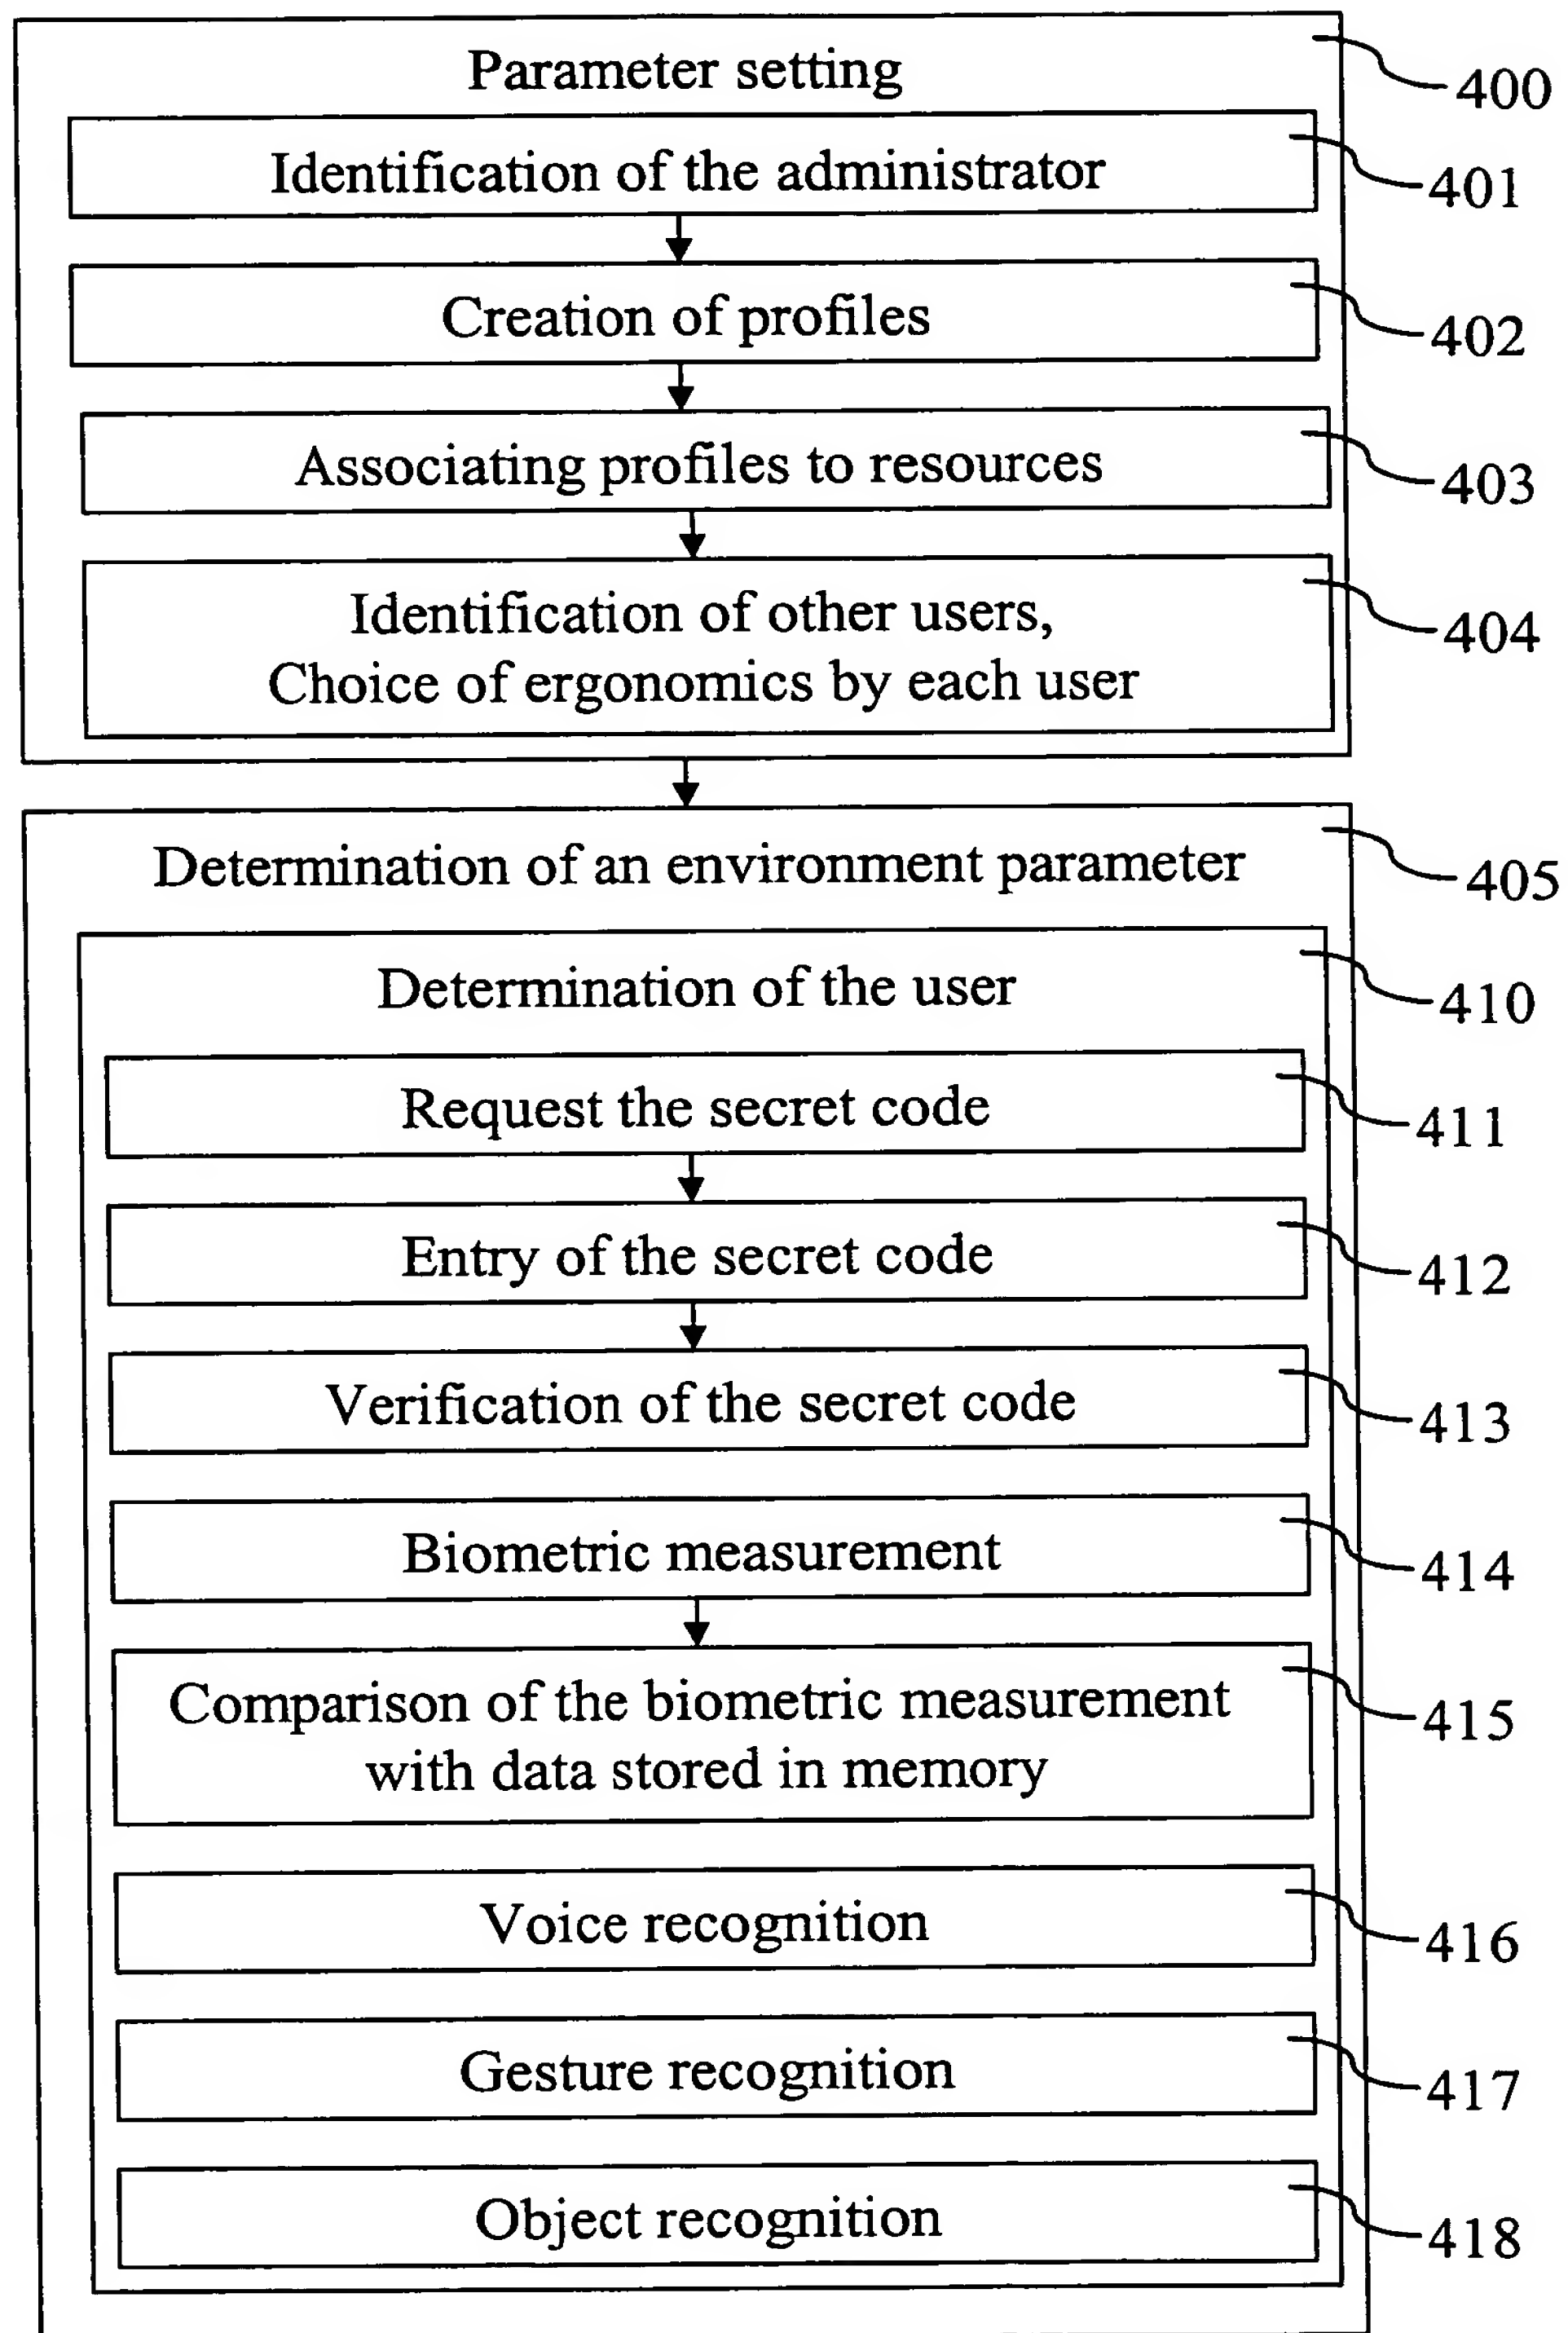 Parameter setting
400
Identification of the administrator
401
Creation of profiles
402
Associating profiles to resources
403
Identification of other users,
Choice of ergonomics by each user
404
Determination of an environment parameter
405
Determination of the user
410
Request the secret code
411
Entry of the secret code
412
Verification of the secret code
413
Biometric measurement
414
Comparison of the biometric measurement
with data stored in memory
415
Voice recognition
416
Gesture recognition
417
Object recognition
418